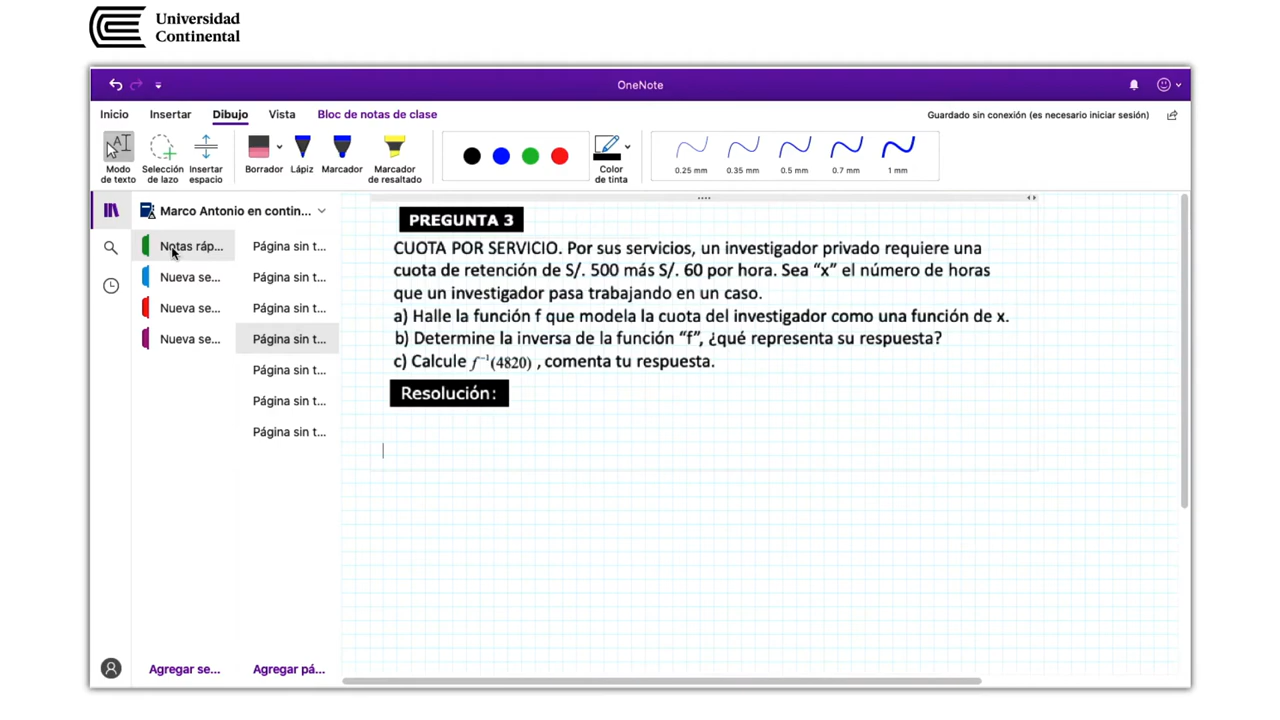 Universidad
Continental
OneNote
Inicio Insertar Dibujo Vista Bloc de notas de clase
Guardado sin conexión (es necesario iniciar sesión)
Modo de texto
Selección de lazo
Insertar espacio
Borrador
Lápiz
Marcador
Marcador de resaltado
Color de tinta
0.25 mm 0.35 mm 0.5 mm 0.7 mm 1 mm
Marco Antonio en contin...
Notas ráp...
Nueva se...
Nueva se...
Nueva se...
Página sin t...
Página sin t...
Página sin t...
Página sin t...
Página sin t...
Página sin t...
Página sin t...
PREGUNTA 3
CUOTA POR SERVICIO. Por sus servicios, un investigador privado requiere una
cuota de retención de S/. 500 más S/. 60 por hora. Sea “x” el número de horas
que un investigador pasa trabajando en un caso.
a) Halle la función f que modela la cuota del investigador como una función de x.
b) Determine la inversa de la función “f”, ¿qué representa su respuesta?
c) Calcule f⁻¹(4820) , comenta tu respuesta.
Resolución:
Agregar se... Agregar pá...